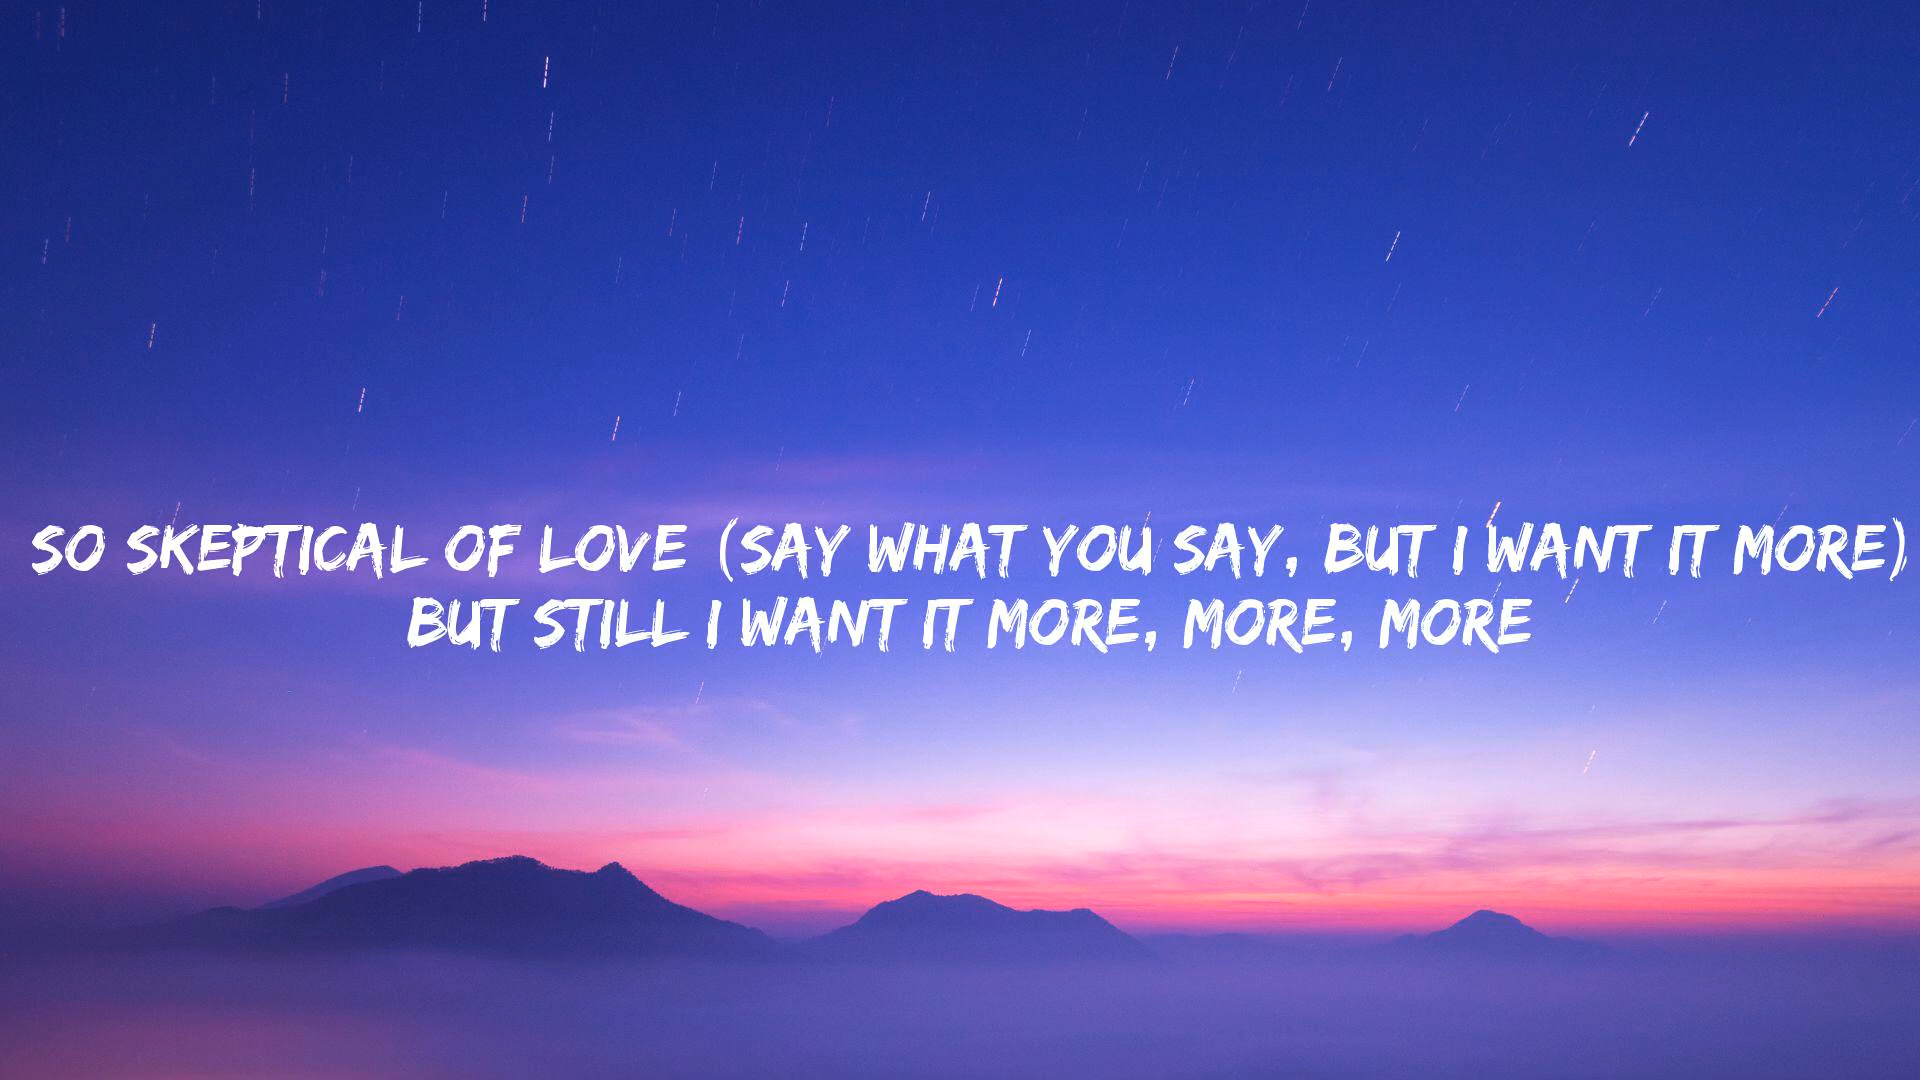 SO SKEPTICAL OF LOVE (SAY WHAT YOU SAY, BUT I WANT IT MORE)
BUT STILL I WANT IT MORE, MORE, MORE